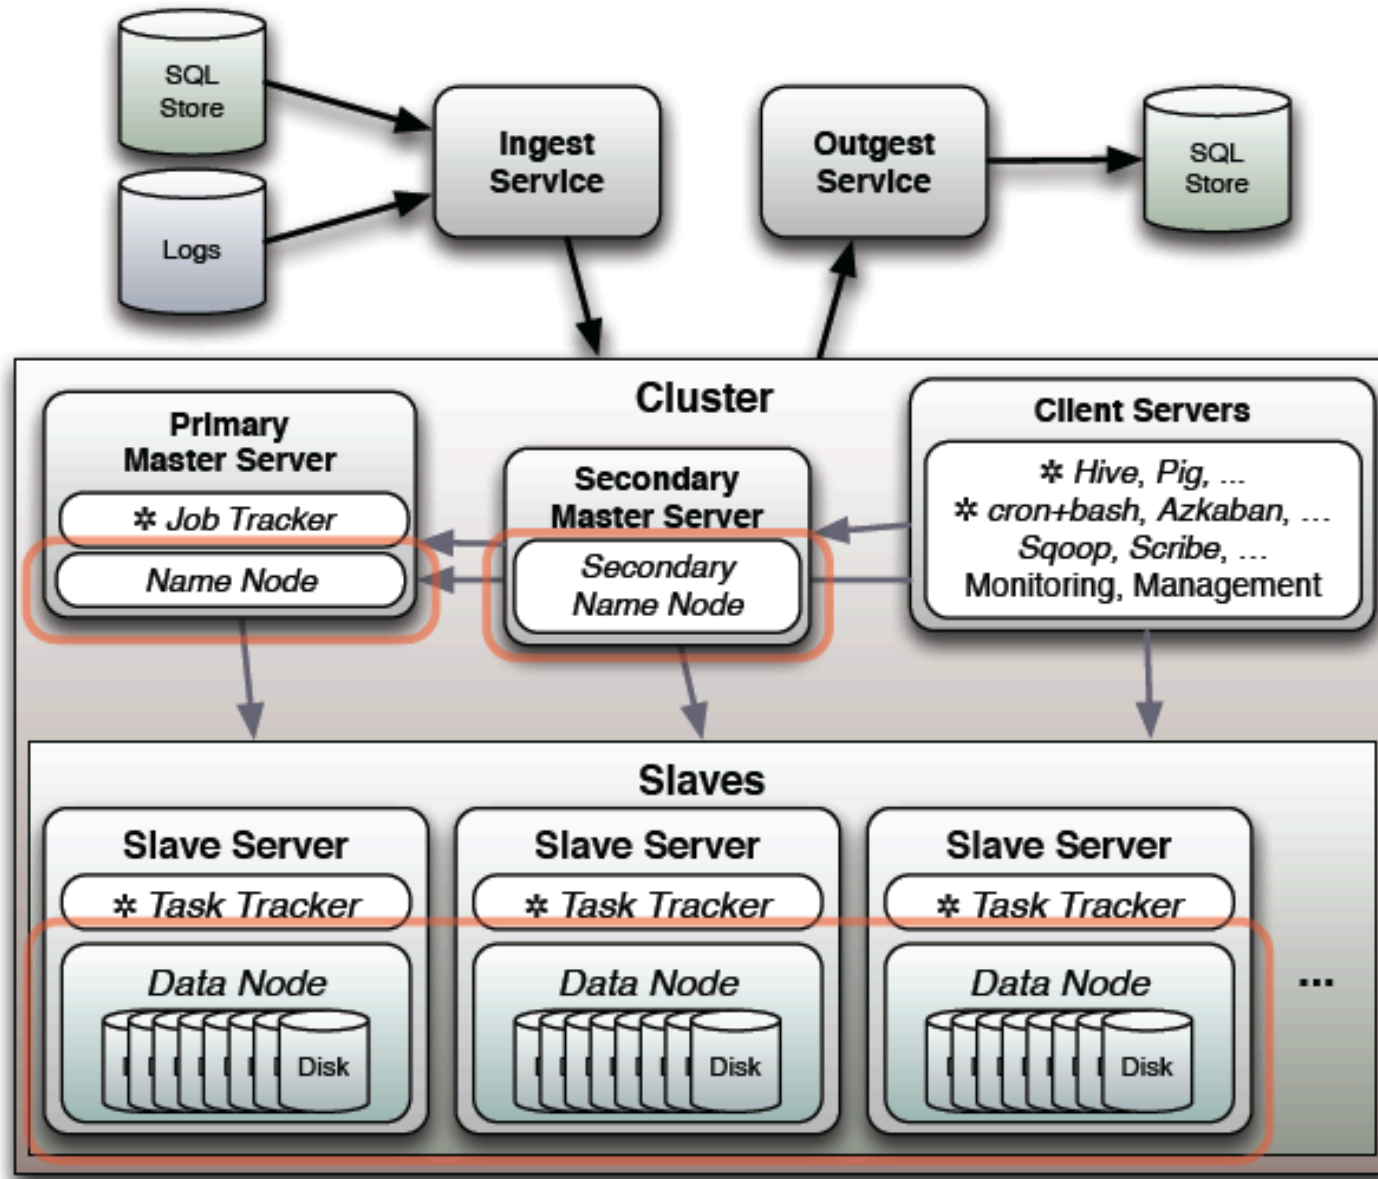 SQL
Store
Logs
Ingest
Service
Outgest
Service
SQL
Store
Cluster
Primary
Master Server
✲ Job Tracker
Name Node
Secondary
Master Server
Secondary
Name Node
Client Servers
✲ Hive, Pig, ...
✲ cron+bash, Azkaban, ...
Sqoop, Scribe, ...
Monitoring, Management
Slaves
Slave Server
✲ Task Tracker
Data Node
Disk
Slave Server
✲ Task Tracker
Data Node
Disk
Slave Server
✲ Task Tracker
Data Node
Disk
...